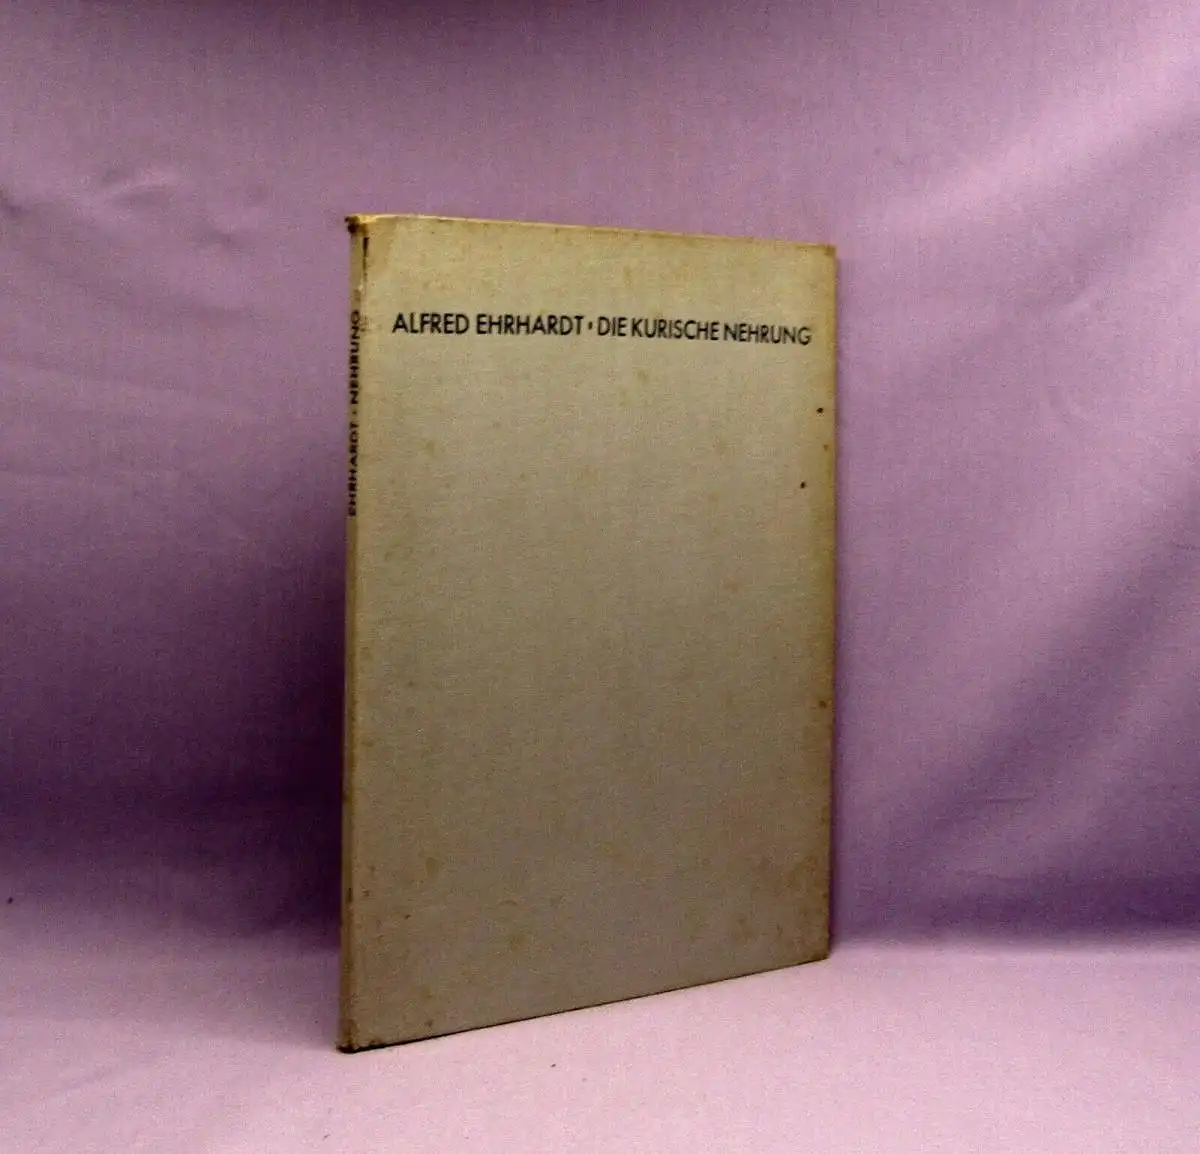 ALFRED EHRHARDT · DIE KURISCHE NEHRUNG
EHRHARDT · NEHRUNG